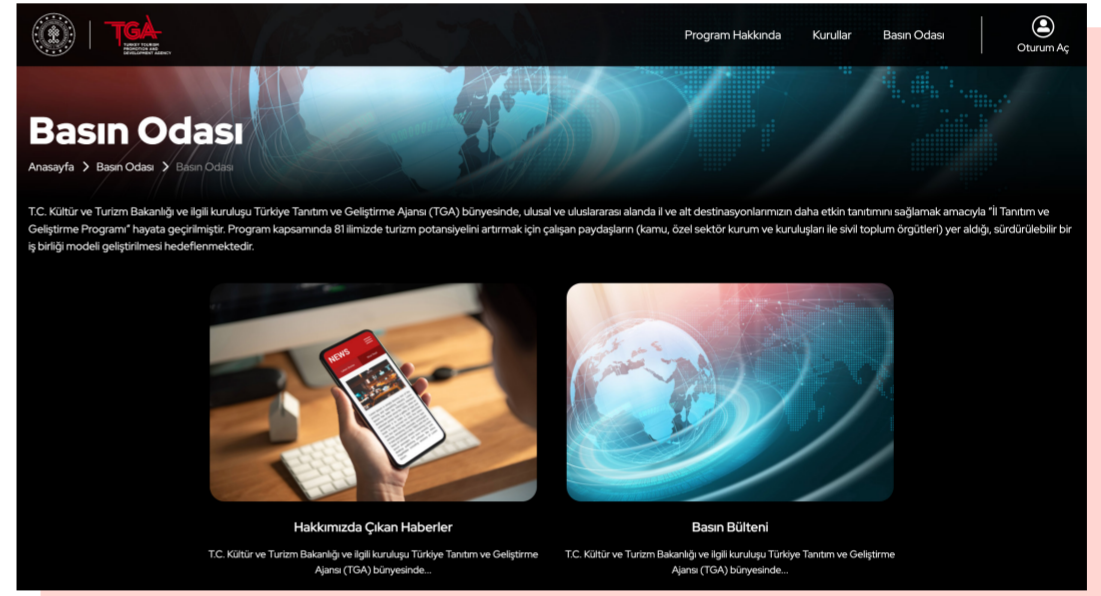 TGA
TURKEY TOURISM
PROMOTION AND
DEVELOPMENT AGENCY
Program Hakkında
Kurullar
Basın Odası
Oturum Aç
Basın Odası
Anasayfa > Basın Odası > Basın Odası
T.C. Kültür ve Turizm Bakanlığı ve ilgili kuruluşu Türkiye Tanıtım ve Geliştirme Ajansı (TGA) bünyesinde, ulusal ve uluslararası alanda il ve alt destinasyonlarımızın daha etkin tanıtımını sağlamak amacıyla "İl Tanıtım ve
Geliştirme Programı" hayata geçirilmiştir. Program kapsamında 81 ilimizde turizm potansiyelini artırmak için çalışan paydaşların (kamu, özel sektör kurum ve kuruluşları ile sivil toplum örgütleri) yer aldığı, sürdürülebilir bir
iş birliği modeli geliştirilmesi hedeflenmektedir.
NEWS
Hakkımızda Çıkan Haberler
T.C. Kültür ve Turizm Bakanlığı ve ilgili kuruluşu Türkiye Tanıtım ve Geliştirme
Ajansı (TGA) bünyesinde...
Basın Bülteni
T.C. Kültür ve Turizm Bakanlığı ve ilgili kuruluşu Türkiye Tanıtım ve Geliştirme
Ajansı (TGA) bünyesinde...